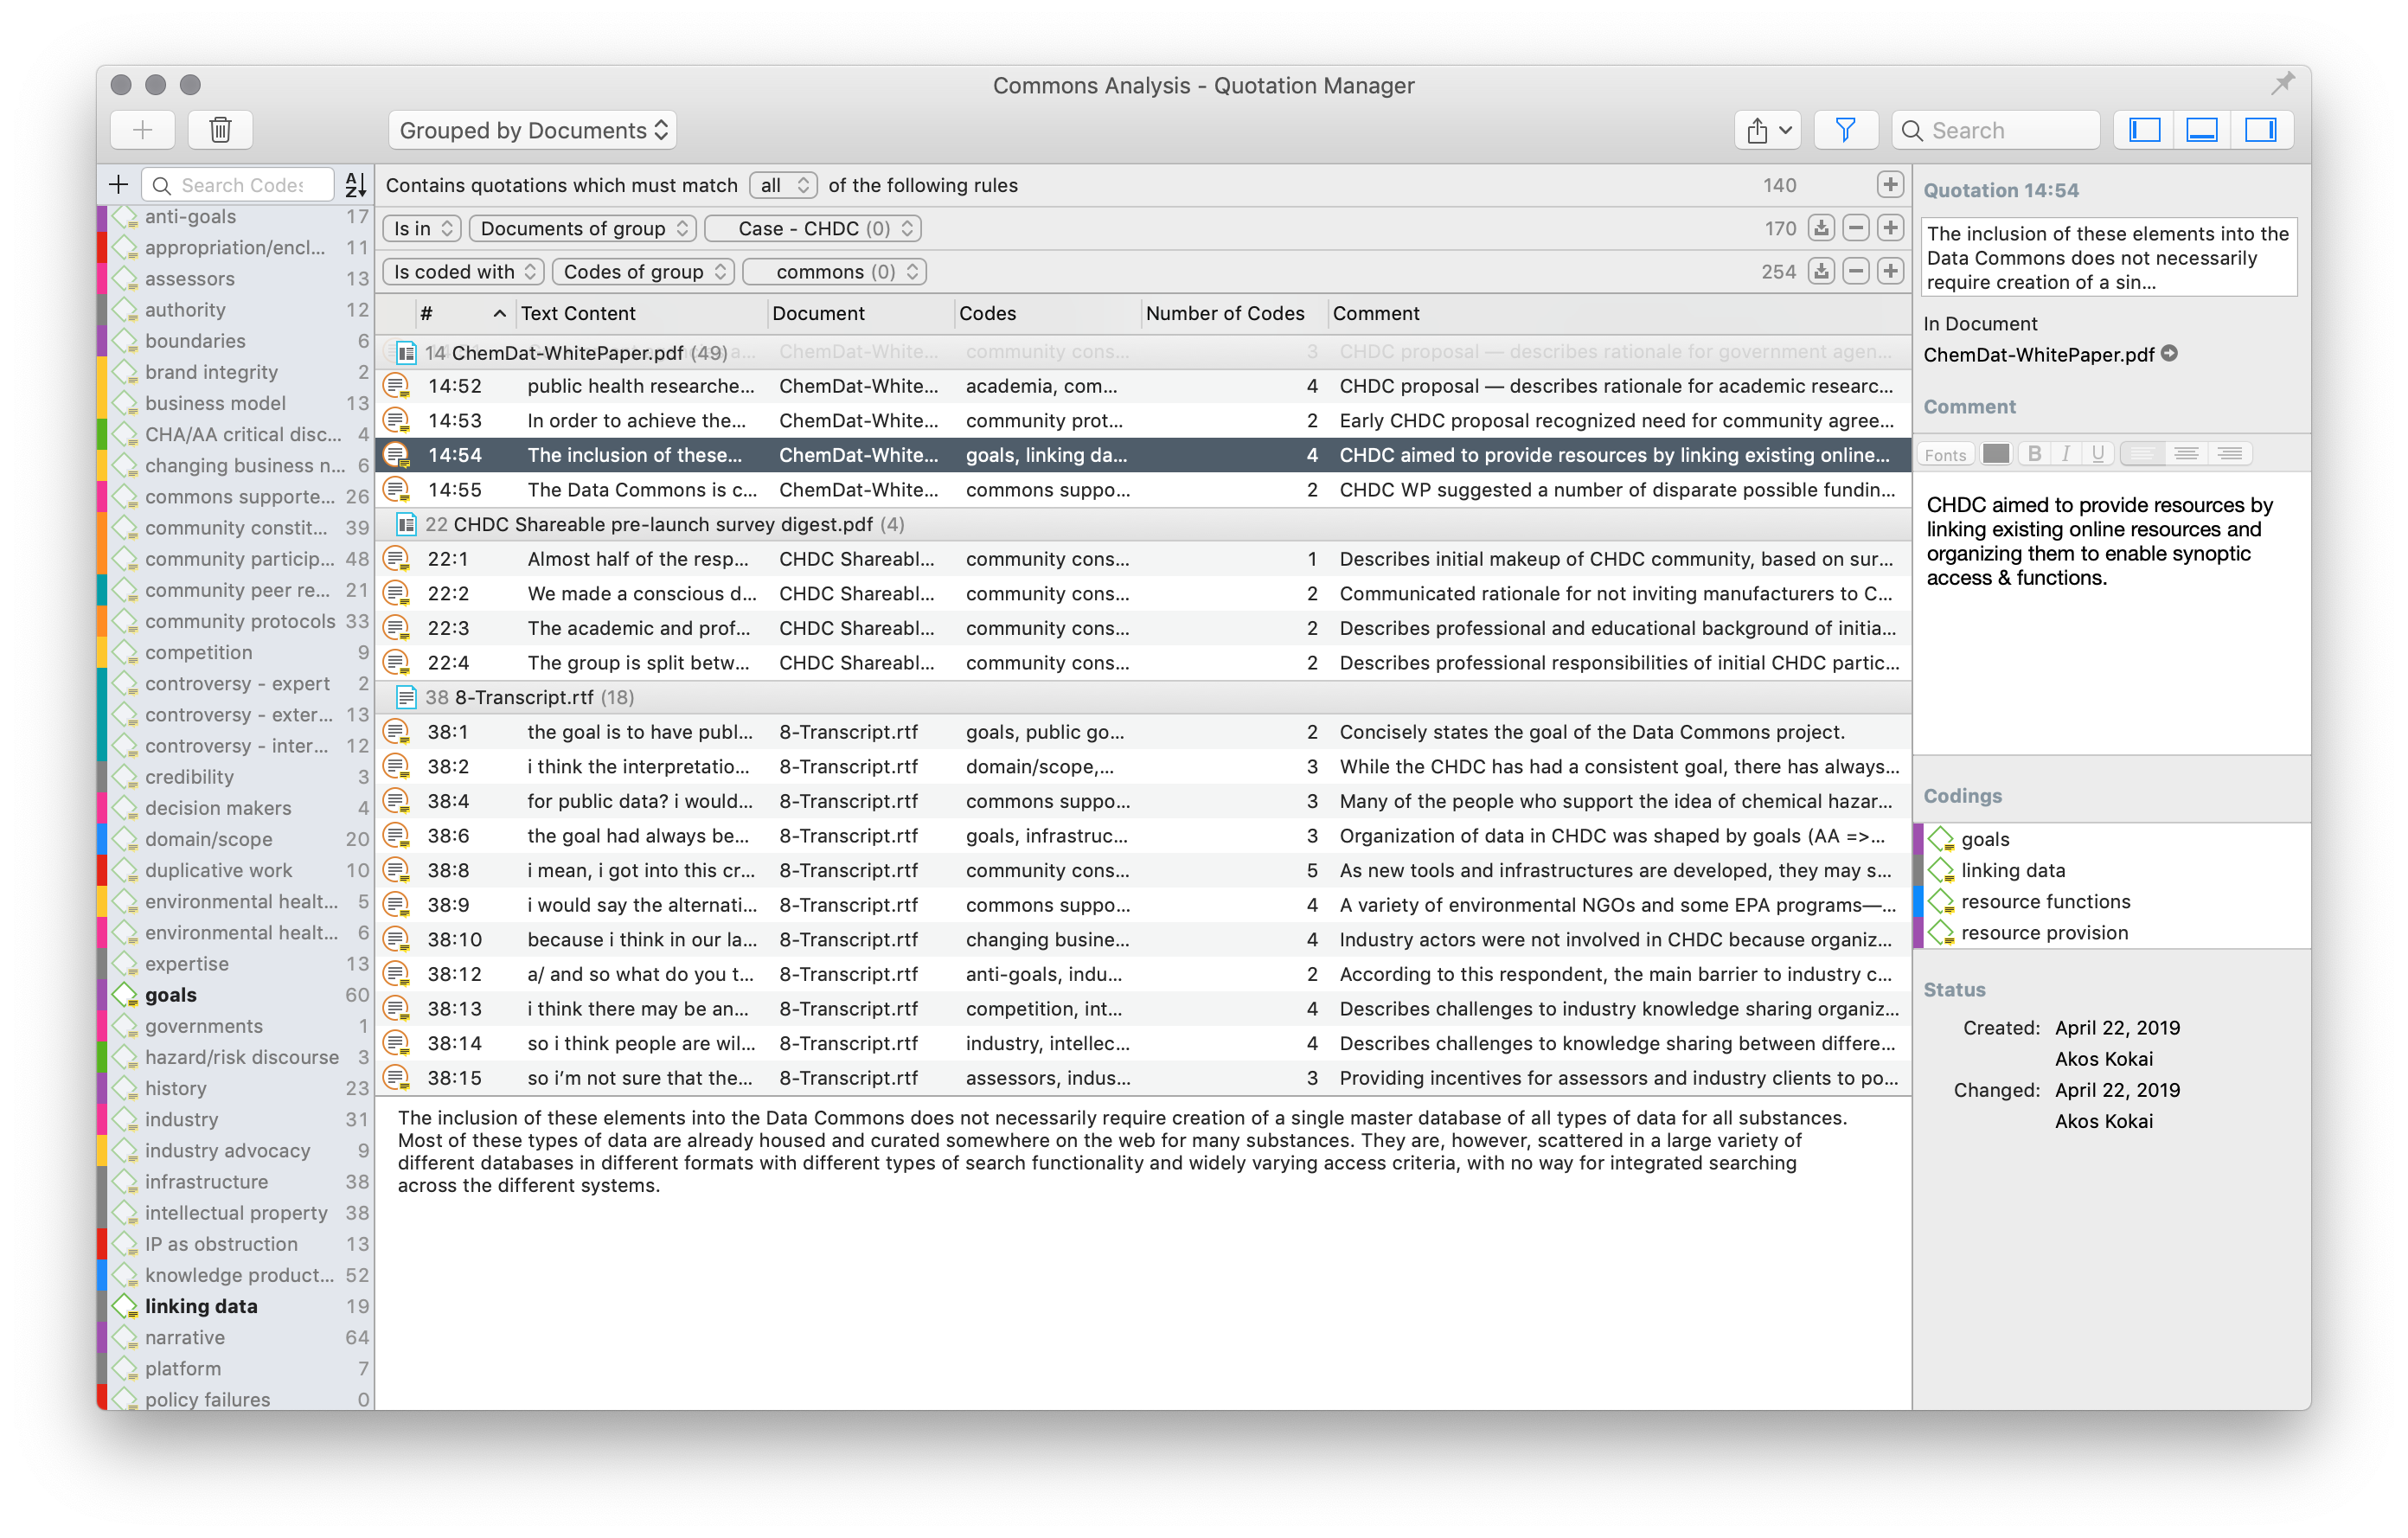 Commons Analysis - Quotation Manager
Grouped by Documents
Search
Search Codes
A
Z
anti-goals 17
appropriation/encl... 11
assessors 13
authority 12
boundaries 6
brand integrity 2
business model 13
CHA/AA critical disc... 4
changing business n... 6
commons supporte... 26
community constit... 39
community particip... 48
community peer re... 21
community protocols 33
competition 9
controversy - expert 2
controversy - exter... 13
controversy - inter... 12
credibility 3
decision makers 4
domain/scope 20
duplicative work 10
environmental healt... 5
environmental healt... 6
expertise 13
goals 60
governments 1
hazard/risk discourse 3
history 23
industry 31
industry advocacy 9
infrastructure 38
intellectual property 38
IP as obstruction 13
knowledge product... 52
linking data 19
narrative 64
platform 7
policy failures 0
Contains quotations which must match all of the following rules 140
Is in Documents of group Case - CHDC (0) 170
Is coded with Codes of group commons (0) 254
# Text Content Document Codes Number of Codes Comment
14 ChemDat-WhitePaper.pdf (49) a... ChemDat-White... community cons... 3 CHDC proposal — describes rationale for government agen...
14:52 public health researche... ChemDat-White... academia, com... 4 CHDC proposal — describes rationale for academic researc...
14:53 In order to achieve the... ChemDat-White... community prot... 2 Early CHDC proposal recognized need for community agree...
14:54 The inclusion of these... ChemDat-White... goals, linking da... 4 CHDC aimed to provide resources by linking existing online...
14:55 The Data Commons is c... ChemDat-White... commons suppo... 2 CHDC WP suggested a number of disparate possible fundin...
22 CHDC Shareable pre-launch survey digest.pdf (4)
22:1 Almost half of the resp... CHDC Shareabl... community cons... 1 Describes initial makeup of CHDC community, based on sur...
22:2 We made a conscious d... CHDC Shareabl... community cons... 2 Communicated rationale for not inviting manufacturers to C...
22:3 The academic and prof... CHDC Shareabl... community cons... 2 Describes professional and educational background of initia...
22:4 The group is split betw... CHDC Shareabl... community cons... 2 Describes professional responsibilities of initial CHDC partic...
38 8-Transcript.rtf (18)
38:1 the goal is to have publ... 8-Transcript.rtf goals, public go... 2 Concisely states the goal of the Data Commons project.
38:2 i think the interpretatio... 8-Transcript.rtf domain/scope,... 3 While the CHDC has had a consistent goal, there has always...
38:4 for public data? i would... 8-Transcript.rtf commons suppo... 3 Many of the people who support the idea of chemical hazar...
38:6 the goal had always be... 8-Transcript.rtf goals, infrastruc... 3 Organization of data in CHDC was shaped by goals (AA =>...
38:8 i mean, i got into this cr... 8-Transcript.rtf community cons... 5 As new tools and infrastructures are developed, they may s...
38:9 i would say the alternati... 8-Transcript.rtf commons suppo... 4 A variety of environmental NGOs and some EPA programs—...
38:10 because i think in our la... 8-Transcript.rtf changing busine... 4 Industry actors were not involved in CHDC because organiz...
38:12 a/ and so what do you t... 8-Transcript.rtf anti-goals, indu... 2 According to this respondent, the main barrier to industry c...
38:13 i think there may be an... 8-Transcript.rtf competition, int... 4 Describes challenges to industry knowledge sharing organiz...
38:14 so i think people are wil... 8-Transcript.rtf industry, intellec... 4 Describes challenges to knowledge sharing between differe...
38:15 so i'm not sure that the... 8-Transcript.rtf assessors, indus... 3 Providing incentives for assessors and industry clients to po...
The inclusion of these elements into the Data Commons does not necessarily require creation of a single master database of all types of data for all substances.
Most of these types of data are already housed and curated somewhere on the web for many substances. They are, however, scattered in a large variety of
different databases in different formats with different types of search functionality and widely varying access criteria, with no way for integrated searching
across the different systems.
Quotation 14:54
The inclusion of these elements into the
Data Commons does not necessarily
require creation of a sin...
In Document
ChemDat-WhitePaper.pdf
Comment
Fonts B I U
CHDC aimed to provide resources by
linking existing online resources and
organizing them to enable synoptic
access & functions.
Codings
goals
linking data
resource functions
resource provision
Status
Created: April 22, 2019
Akos Kokai
Changed: April 22, 2019
Akos Kokai